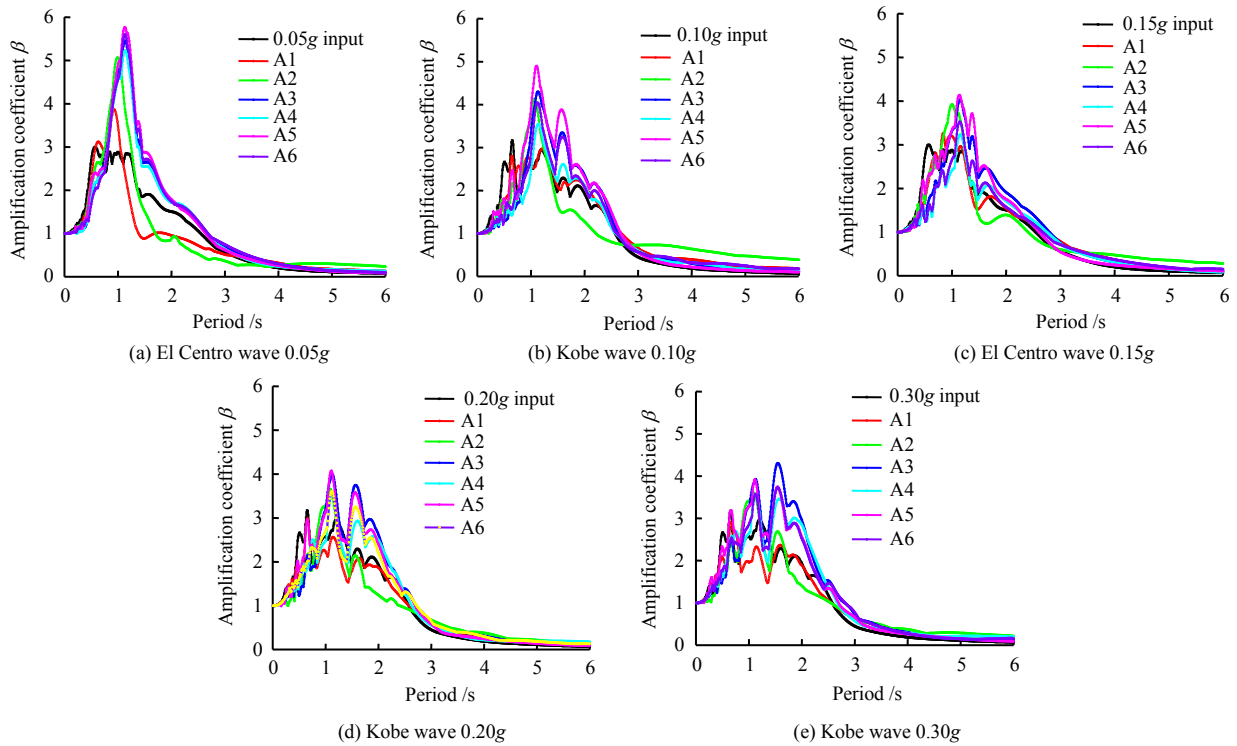 6
5
4
3
2
1
0
Amplification coefficient β
0.05g input
A1
A2
A3
A4
A5
A6
0 1 2 3 4 5 6
Period /s
(a) El Centro wave 0.05g
6
5
4
3
2
1
0
Amplification coefficient β
0.10g input
A1
A2
A3
A4
A5
A6
0 1 2 3 4 5 6
Period /s
(b) Kobe wave 0.10g
6
5
4
3
2
1
0
Amplification coefficient β
0.15g input
A1
A2
A3
A4
A5
A6
0 1 2 3 4 5 6
Period /s
(c) El Centro wave 0.15g
6
5
4
3
2
1
0
Amplification coefficient β
0.20g input
A1
A2
A3
A4
A5
A6
0 1 2 3 4 5 6
Period /s
(d) Kobe wave 0.20g
6
5
4
3
2
1
0
Amplification coefficient β
0.30g input
A1
A2
A3
A4
A5
A6
0 1 2 3 4 5 6
Period /s
(e) Kobe wave 0.30g